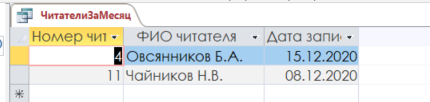 ЧитателиЗаМесяц
Номер чит ФИО читателя Дата запи
4 Овсянников Б.А. 15.12.2020
11 Чайников Н.В. 08.12.2020